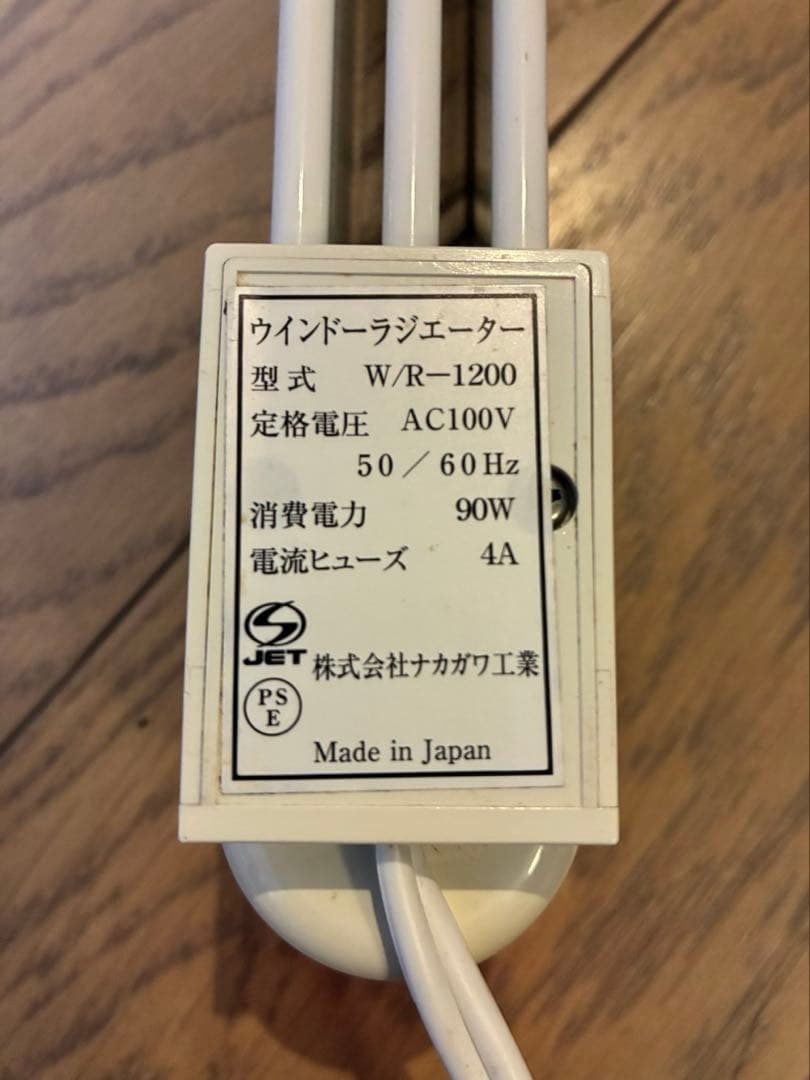 ウインドーラジエーター
型式 W/R-1200
定格電圧 AC100V
50/60Hz
消費電力 90W
電流ヒューズ 4A
JET 株式会社ナカガワ工業
PS
E
Made in Japan